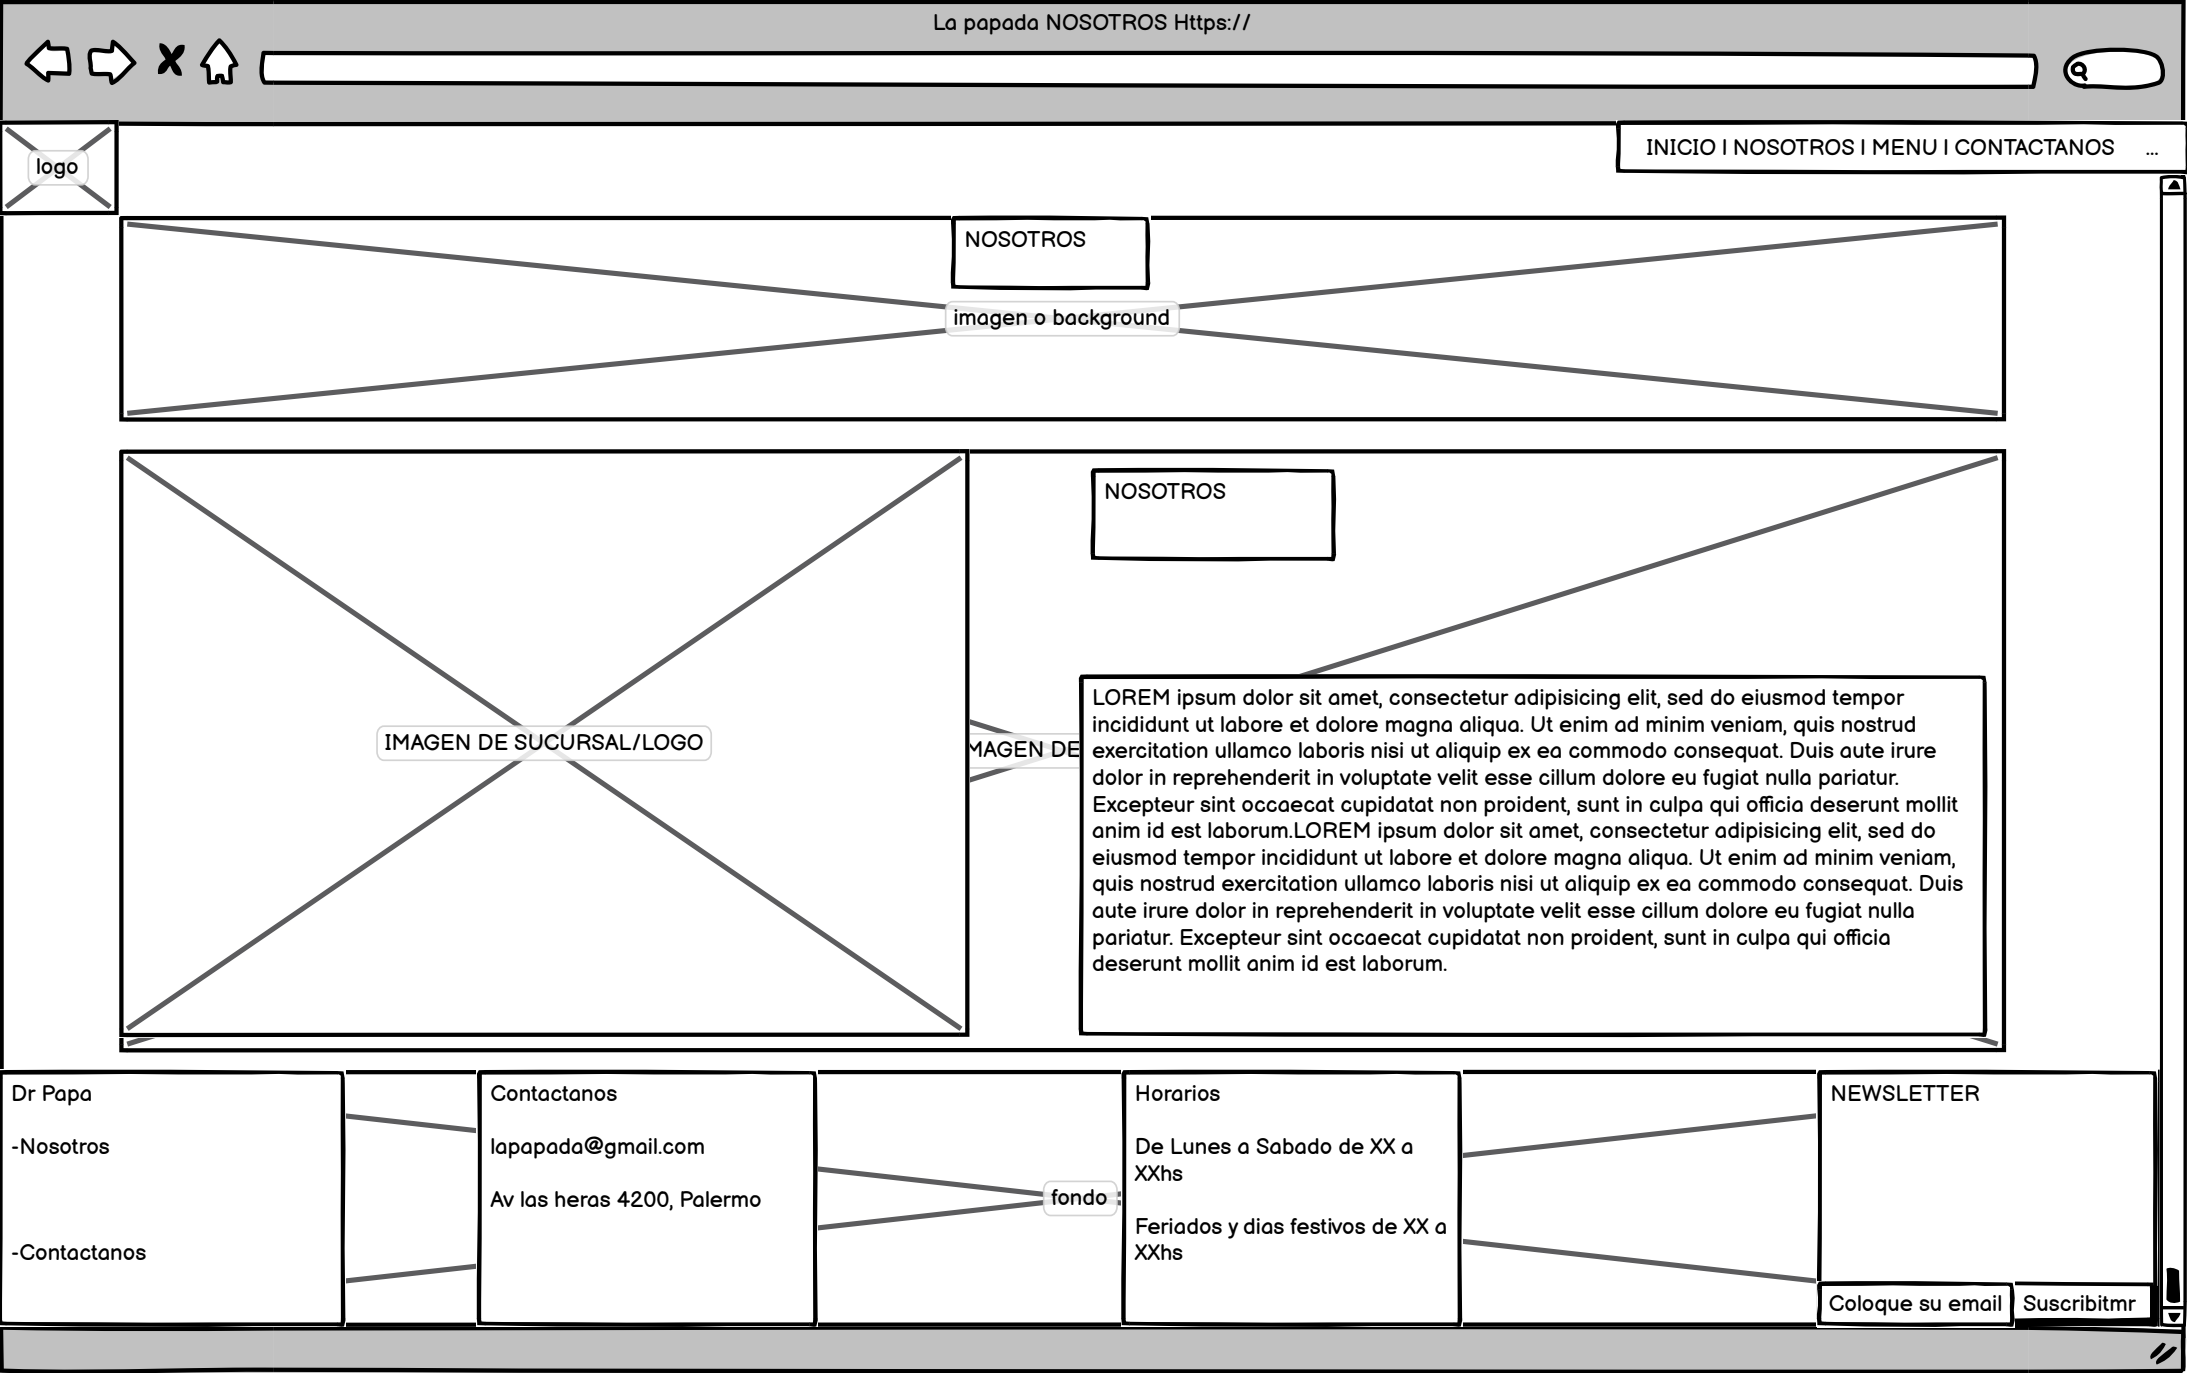 La papada NOSOTROS Https://
logo
INICIO | NOSOTROS | MENU | CONTACTANOS ...
NOSOTROS
imagen o background
NOSOTROS
IMAGEN DE SUCURSAL/LOGO
MAGEN DE
LOREM ipsum dolor sit amet, consectetur adipisicing elit, sed do eiusmod tempor
incididunt ut labore et dolore magna aliqua. Ut enim ad minim veniam, quis nostrud
exercitation ullamco laboris nisi ut aliquip ex ea commodo consequat. Duis aute irure
dolor in reprehenderit in voluptate velit esse cillum dolore eu fugiat nulla pariatur.
Excepteur sint occaecat cupidatat non proident, sunt in culpa qui officia deserunt mollit
anim id est laborum.LOREM ipsum dolor sit amet, consectetur adipisicing elit, sed do
eiusmod tempor incididunt ut labore et dolore magna aliqua. Ut enim ad minim veniam,
quis nostrud exercitation ullamco laboris nisi ut aliquip ex ea commodo consequat. Duis
aute irure dolor in reprehenderit in voluptate velit esse cillum dolore eu fugiat nulla
pariatur. Excepteur sint occaecat cupidatat non proident, sunt in culpa qui officia
deserunt mollit anim id est laborum.
Dr Papa
-Nosotros
-Contactanos
Contactanos
lapapada@gmail.com
Av las heras 4200, Palermo
fondo
Horarios
De Lunes a Sabado de XX a
XXhs
Feriados y dias festivos de XX a
XXhs
NEWSLETTER
Coloque su email
Suscribitmr